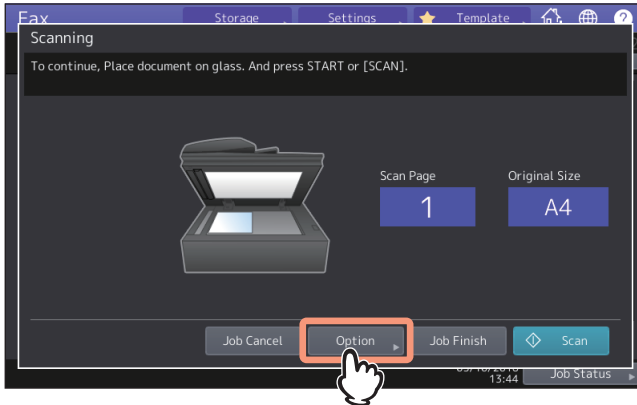 Fax
Storage
Settings
Template
?
Scanning
To continue, Place document on glass. And press START or [SCAN].
Scan Page
Original Size
1
A4
Job Cancel
Option
Job Finish
Scan
13:44
Job Status